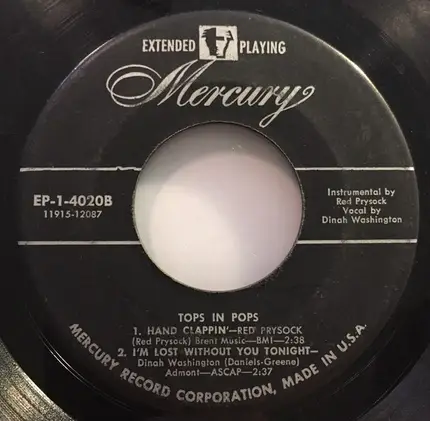 EXTENDED PLAYING
Mercury
EP-1-4020B
11915-12087
Instrumental by
Red Prysock
Vocal by
Dinah Washington
TOPS IN POPS
1. HAND CLAPPIN'—RED PRYSOCK
(Red Prysock) Brent Music—BMI—2:38
2. I'M LOST WITHOUT YOU TONIGHT—
Dinah Washington (Daniels-Greene)
Admont—ASCAP—2:37
MERCURY RECORD CORPORATION, MADE IN U.S.A.